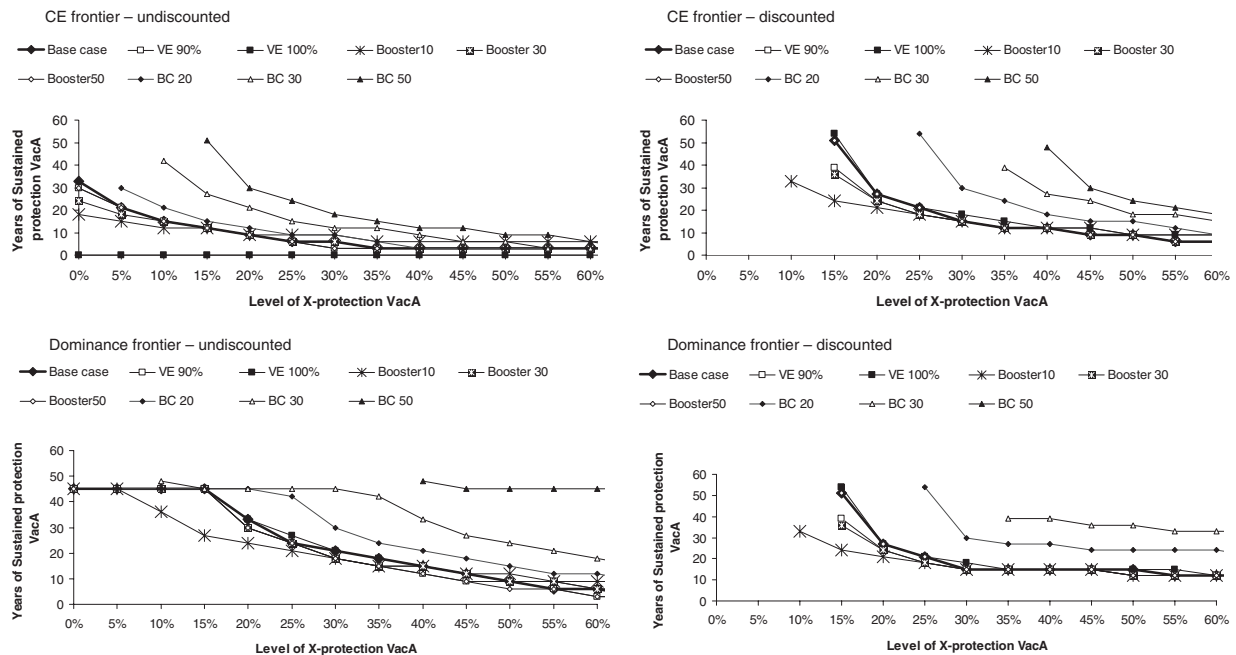 CE frontier – undiscounted
Base case VE 90% VE 100% Booster10 Booster 30
Booster50 BC 20 BC 30 BC 50
Years of Sustained
protection VacA
60
50
40
30
20
10
0
0% 5% 10% 15% 20% 25% 30% 35% 40% 45% 50% 55% 60%
Level of X-protection VacA
CE frontier – discounted
Base case VE 90% VE 100% Booster10 Booster 30
Booster50 BC 20 BC 30 BC 50
Years of Sustained
protection VacA
60
50
40
30
20
10
0
0% 5% 10% 15% 20% 25% 30% 35% 40% 45% 50% 55% 60%
Level of X-protection VacA
Dominance frontier – undiscounted
Base case VE 90% VE 100% Booster10 Booster 30
Booster50 BC 20 BC 30 BC 50
Years of Sustained protection
VacA
60
50
40
30
20
10
0
0% 5% 10% 15% 20% 25% 30% 35% 40% 45% 50% 55% 60%
Level of X-protection VacA
Dominance frontier – discounted
Base case VE 90% VE 100% Booster10 Booster 30
Booster50 BC 20 BC 30 BC 50
Years of Sustained protection
VacA
60
50
40
30
20
10
0
0% 5% 10% 15% 20% 25% 30% 35% 40% 45% 50% 55% 60%
Level of X-protection VacA